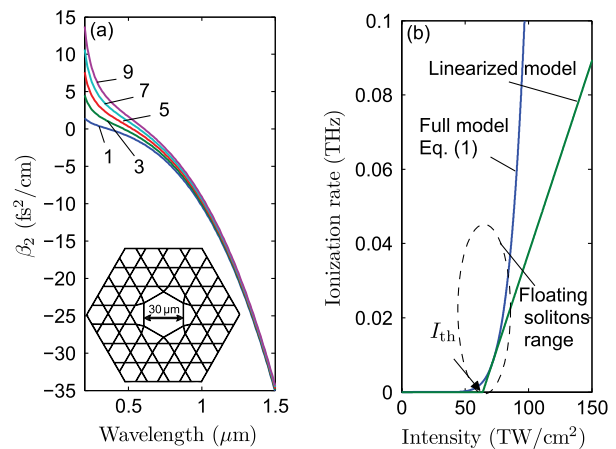 (a)
15
10
5
0
−5
−10
−15
−20
−25
−30
−35
β₂ (fs²/cm)
9
7
5
3
1
30 μm
0.5
1
1.5
Wavelength (μm)
(b)
0.1
0.08
0.06
0.04
0.02
0
Ionization rate (THz)
Linearized model
Full model
Eq. (1)
Floating
solitons
range
I_th
0
50
100
150
Intensity (TW/cm²)